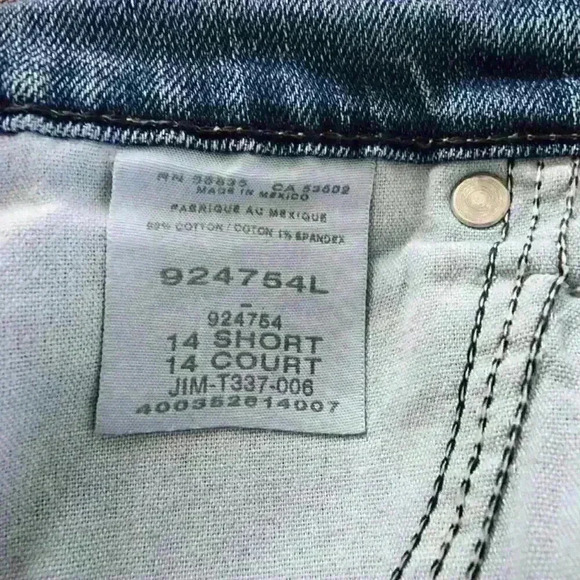 RN 55835 CA 53602
MADE IN MEXICO
FABRIQUE AU MEXIQUE
99% COTTON / COTON 1% SPANDEX
924754L
-
924754
14 SHORT
14 COURT
JIM-T337-006
400352814007